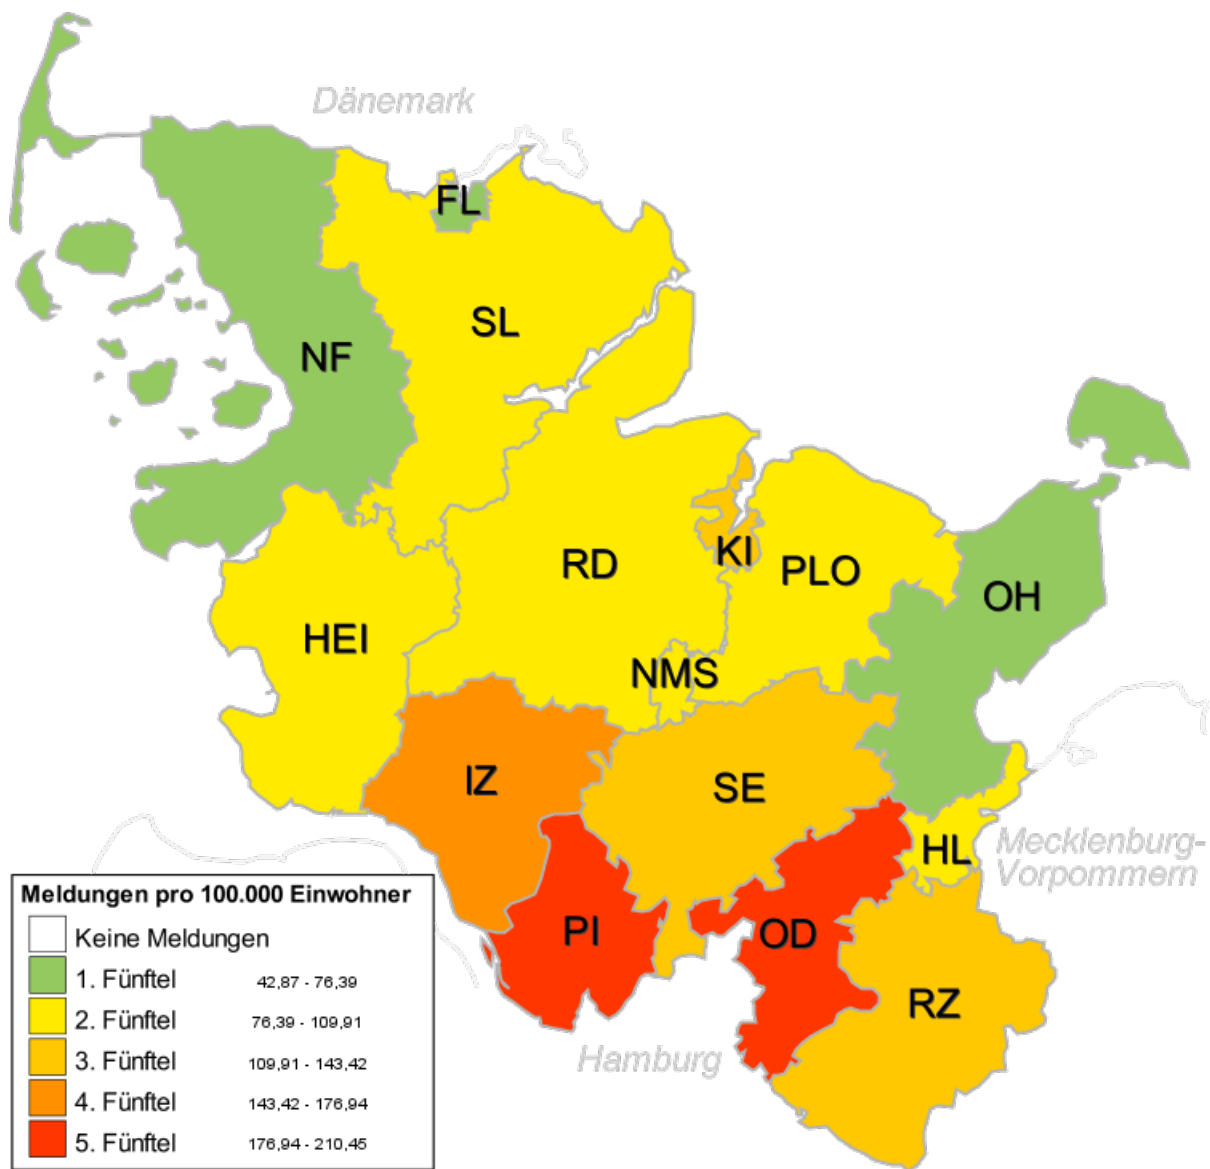 Dänemark
FL
SL
NF
KI
RD
PLO
OH
HEI
NMS
IZ
SE
HL
Mecklenburg-
Vorpommern
PI
OD
RZ
Hamburg
Meldungen pro 100.000 Einwohner
Keine Meldungen
1. Fünftel 42,87 - 76,39
2. Fünftel 76,39 - 109,91
3. Fünftel 109,91 - 143,42
4. Fünftel 143,42 - 176,94
5. Fünftel 176,94 - 210,45